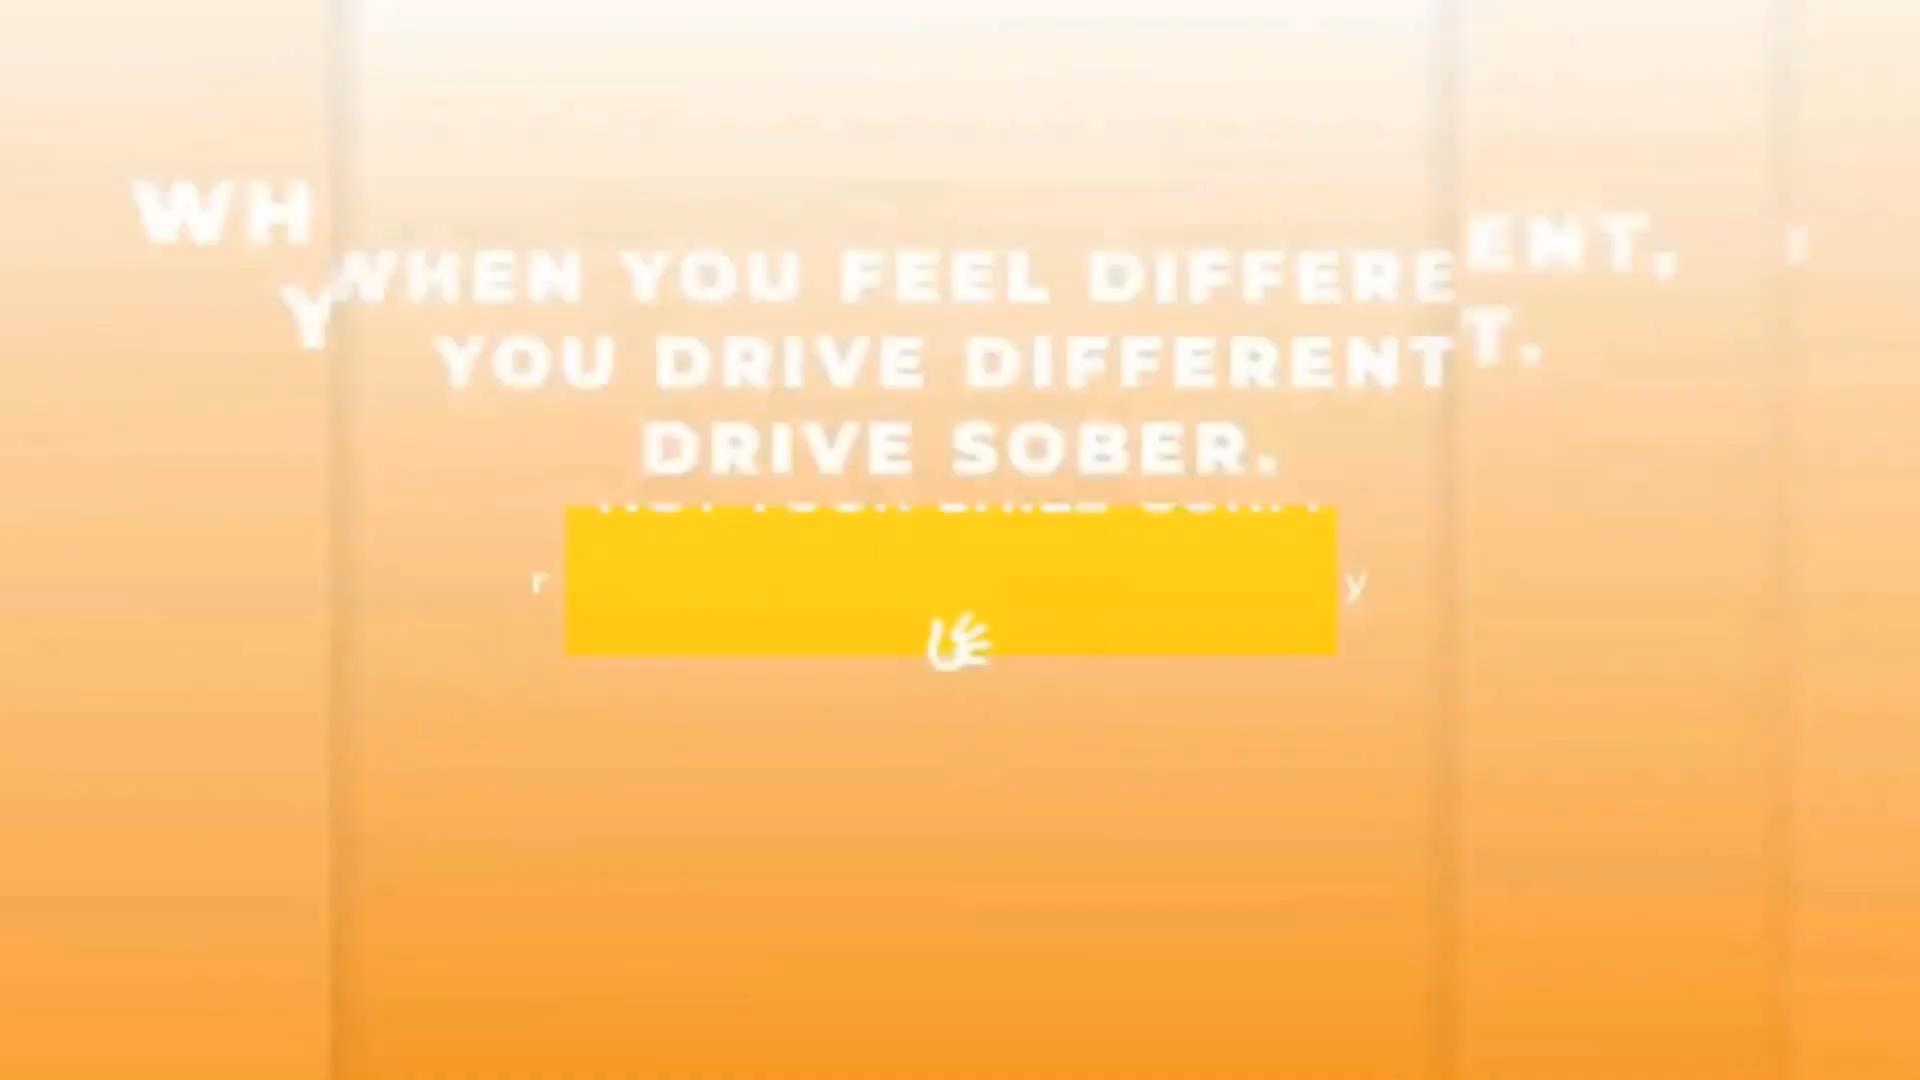 WHEN YOU FEEL DIFFERENT,
YOU DRIVE DIFFERENT.
DRIVE SOBER.